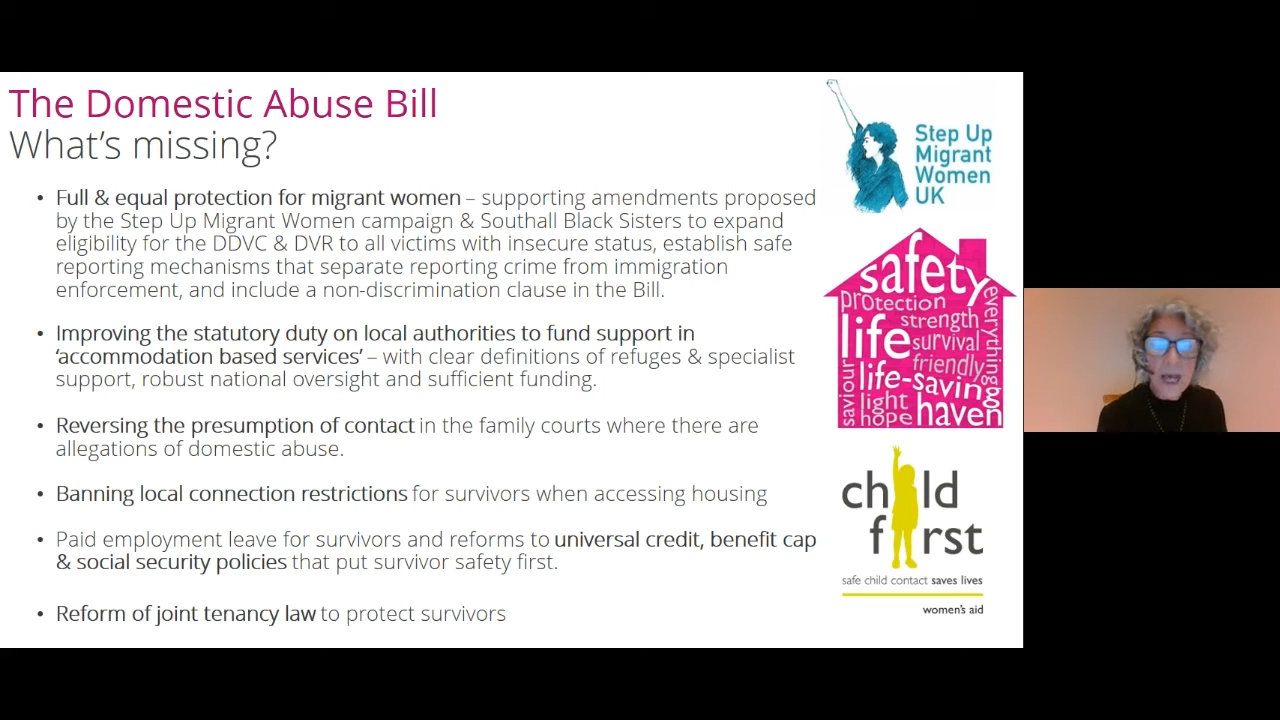 The Domestic Abuse Bill
What's missing?
• Full & equal protection for migrant women – supporting amendments proposed
by the Step Up Migrant Women campaign & Southall Black Sisters to expand
eligibility for the DDVC & DVR to all victims with insecure status, establish safe
reporting mechanisms that separate reporting crime from immigration
enforcement, and include a non-discrimination clause in the Bill.
• Improving the statutory duty on local authorities to fund support in
‘accommodation based services’ – with clear definitions of refuges & specialist
support, robust national oversight and sufficient funding.
• Reversing the presumption of contact in the family courts where there are
allegations of domestic abuse.
• Banning local connection restrictions for survivors when accessing housing
• Paid employment leave for survivors and reforms to universal credit, benefit cap
& social security policies that put survivor safety first.
• Reform of joint tenancy law to protect survivors
Step Up
Migrant
Women
UK
safety
protection
everything
strength
life
survival
friendly
saviour
life-saving
light
hope
haven
child
first
safe child contact saves lives
women's aid